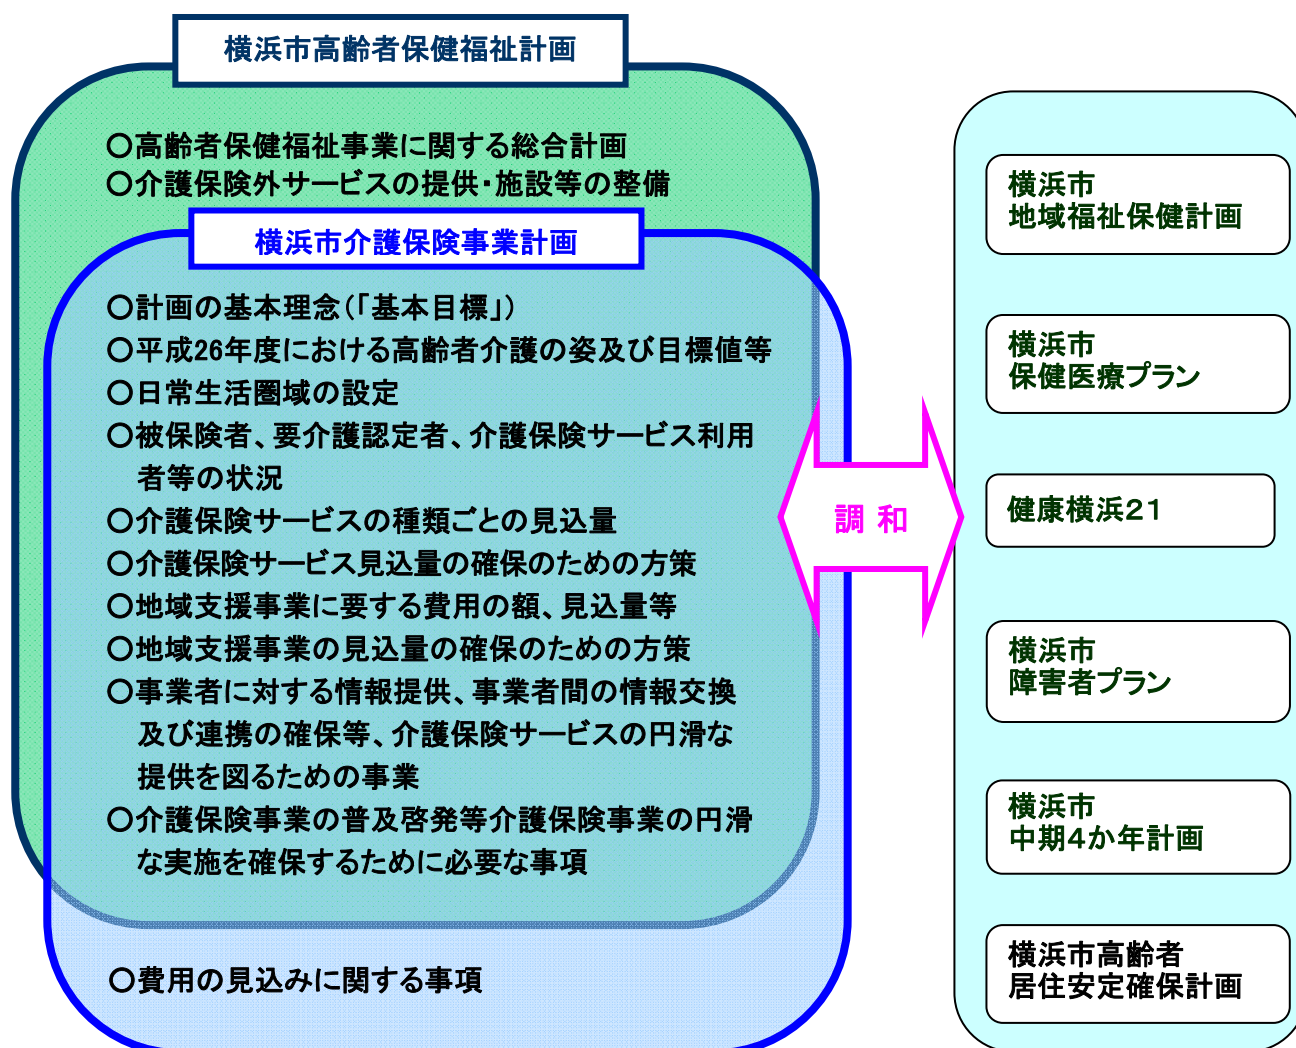 横浜市高齢者保健福祉計画
○高齢者保健福祉事業に関する総合計画
○介護保険外サービスの提供・施設等の整備
横浜市介護保険事業計画
○計画の基本理念(「基本目標」)
○平成26年度における高齢者介護の姿及び目標値等
○日常生活圏域の設定
○被保険者、要介護認定者、介護保険サービス利用
者等の状況
○介護保険サービスの種類ごとの見込量
○介護保険サービス見込量の確保のための方策
○地域支援事業に要する費用の額、見込量等
○地域支援事業の見込量の確保のための方策
○事業者に対する情報提供、事業者間の情報交換
及び連携の確保等、介護保険サービスの円滑な
提供を図るための事業
○介護保険事業の普及啓発等介護保険事業の円滑
な実施を確保するために必要な事項
○費用の見込みに関する事項
調 和
横浜市
地域福祉保健計画
横浜市
保健医療プラン
健康横浜21
横浜市
障害者プラン
横浜市
中期4か年計画
横浜市高齢者
居住安定確保計画